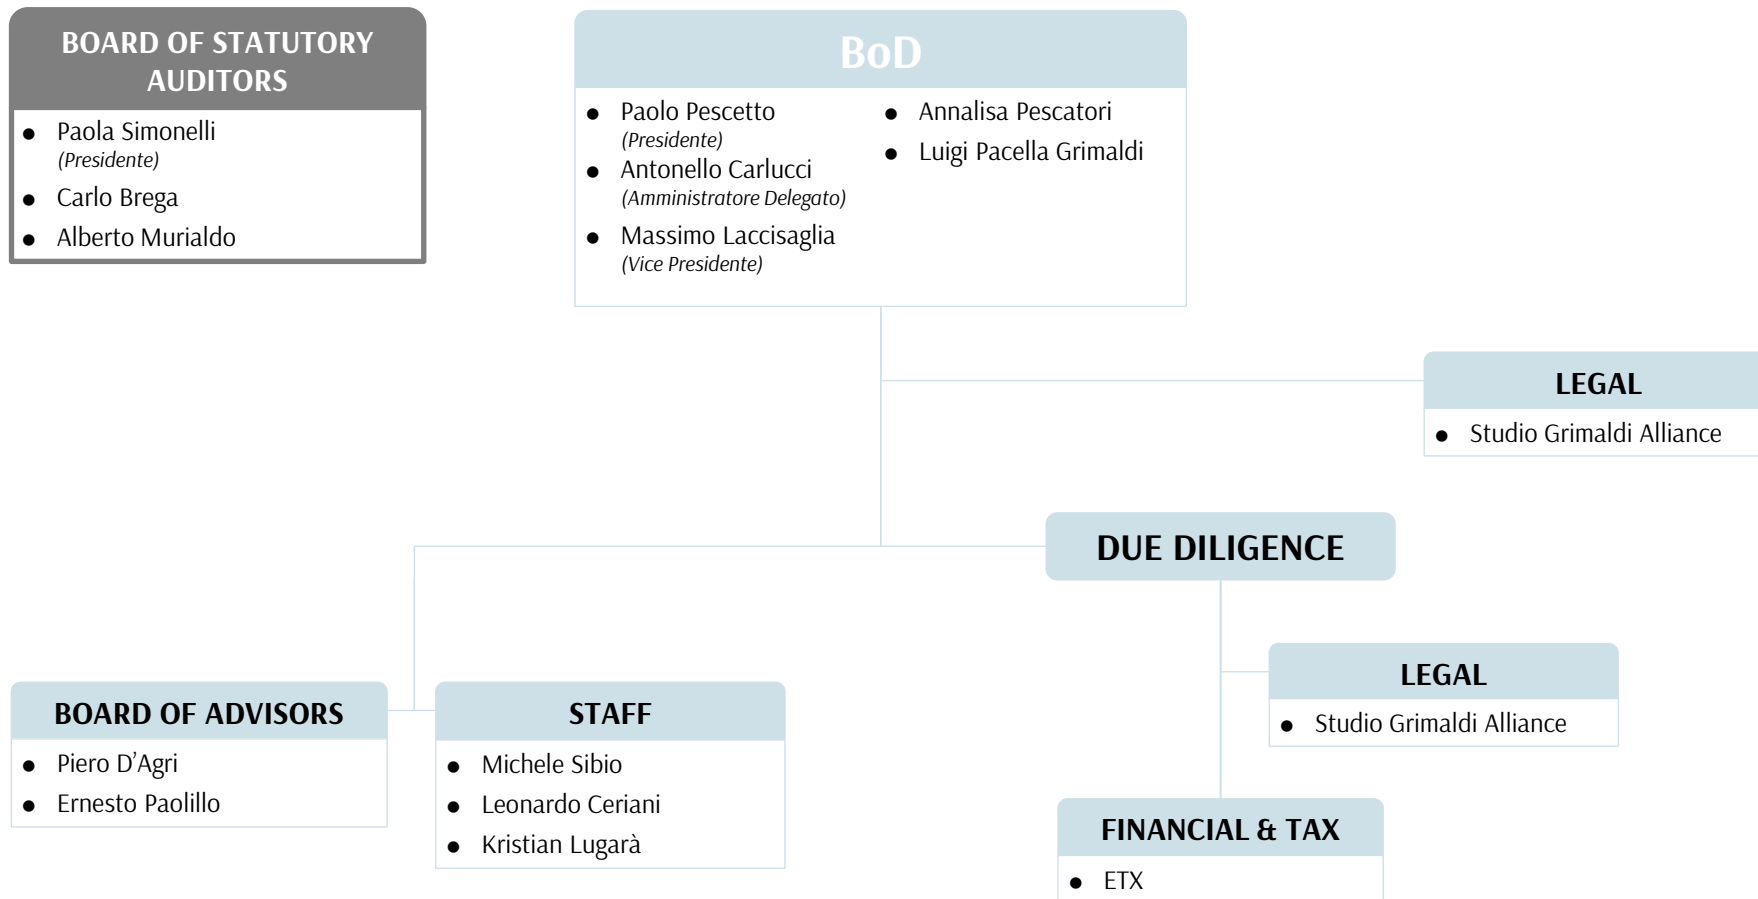 BOARD OF STATUTORY
AUDITORS
● Paola Simonelli
(Presidente)
● Carlo Brega
● Alberto Murialdo
BoD
● Paolo Pescetto
(Presidente)
● Antonello Carlucci
(Amministratore Delegato)
● Massimo Laccisaglia
(Vice Presidente)
● Annalisa Pescatori
● Luigi Pacella Grimaldi
LEGAL
● Studio Grimaldi Alliance
DUE DILIGENCE
LEGAL
● Studio Grimaldi Alliance
BOARD OF ADVISORS
● Piero D’Agri
● Ernesto Paolillo
STAFF
● Michele Sibio
● Leonardo Ceriani
● Kristian Lugarà
FINANCIAL & TAX
● ETX